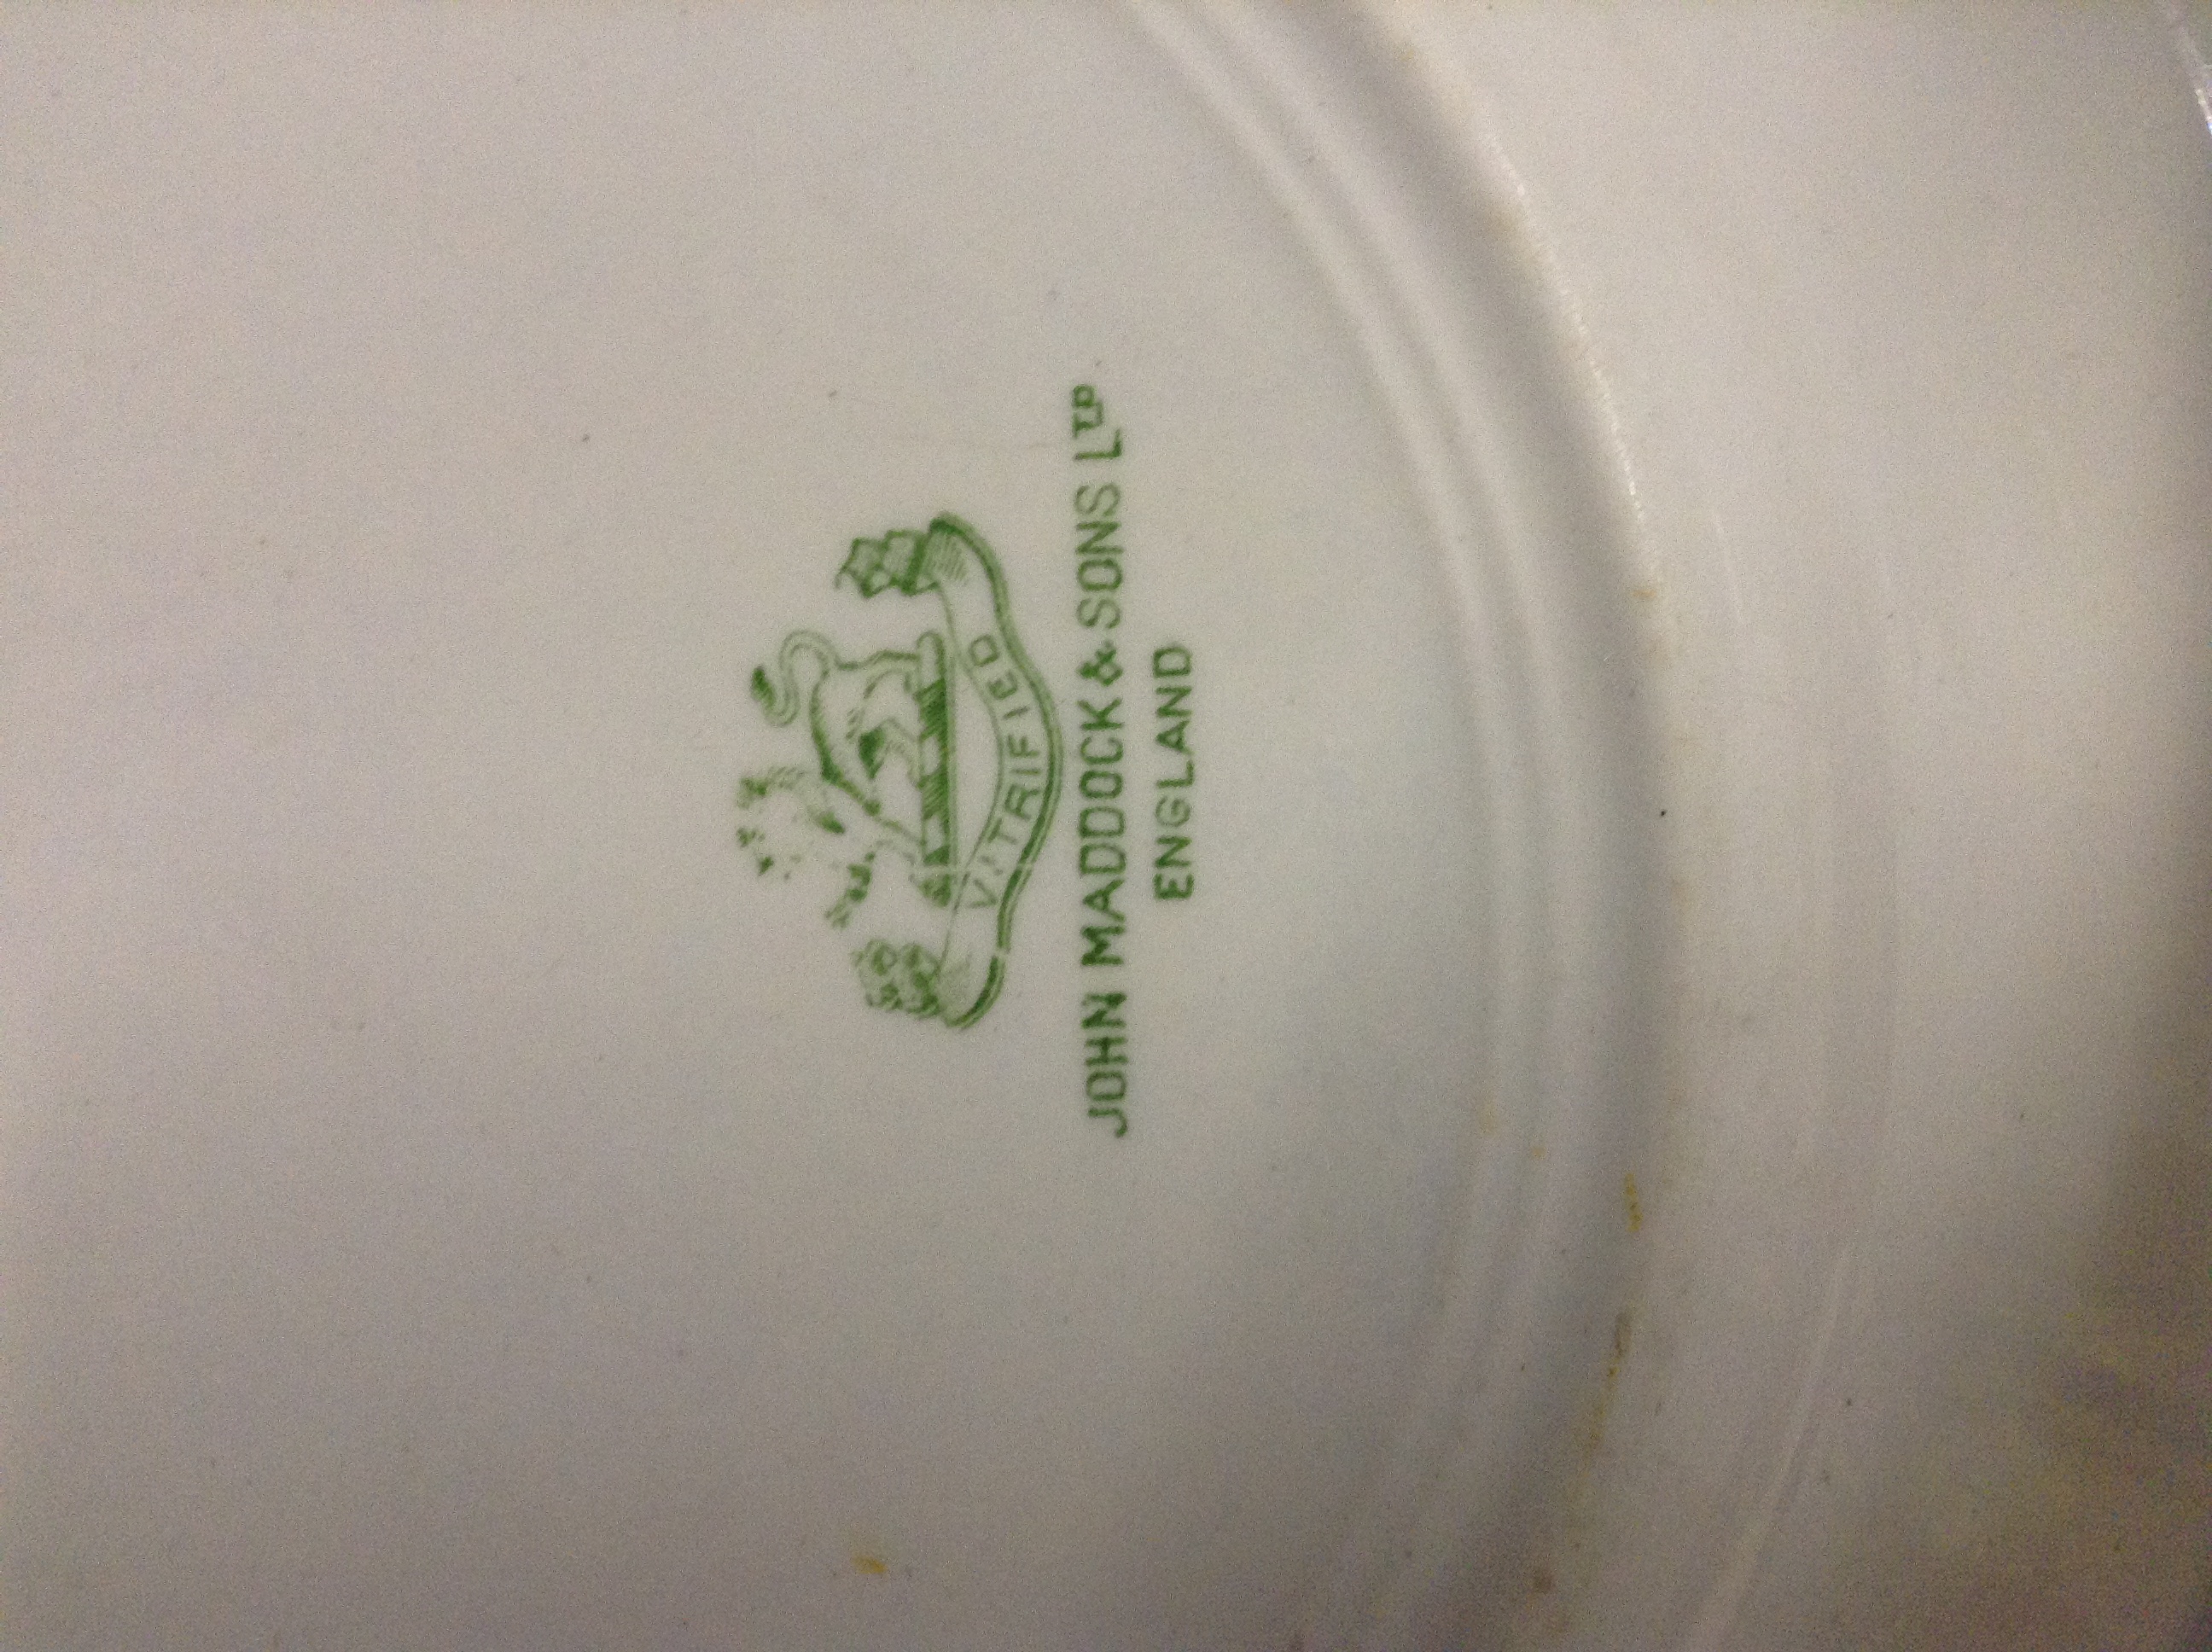 VITRIFIED
JOHN MADDOCK & SONS LTD
ENGLAND